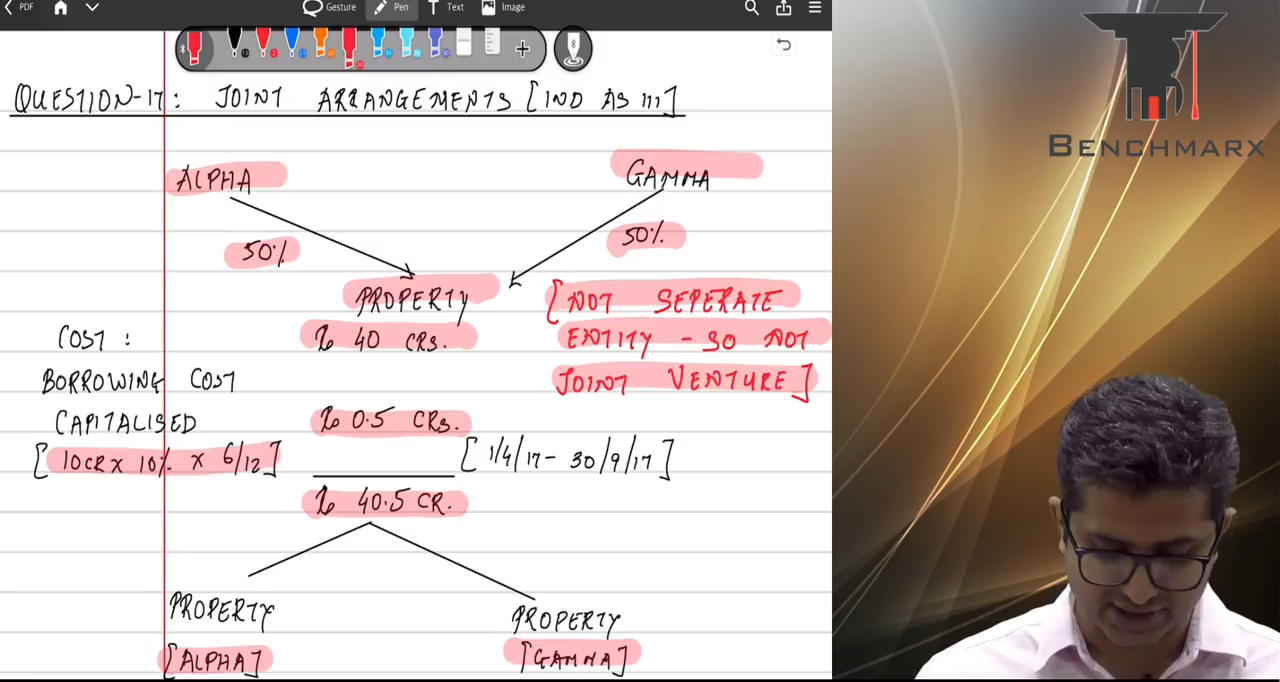 PDF
Gesture
Pen
Text
Image
QUESTION-17: JOINT ARRANGEMENTS [IND AS 111]
ALPHA
GAMMA
50%
50%
PROPERTY
[NOT SEPERATE
COST :
₹ 40 CRS.
ENTITY - SO NOT
BORROWING COST
JOINT VENTURE]
CAPITALISED
₹ 0.5 CRS.
[10CR X 10% X 6/12]
[1/4/17 - 30/9/17]
₹ 40.5 CR.
PROPERTY
PROPERTY
[ALPHA]
[GAMMA]
BENCHMARX